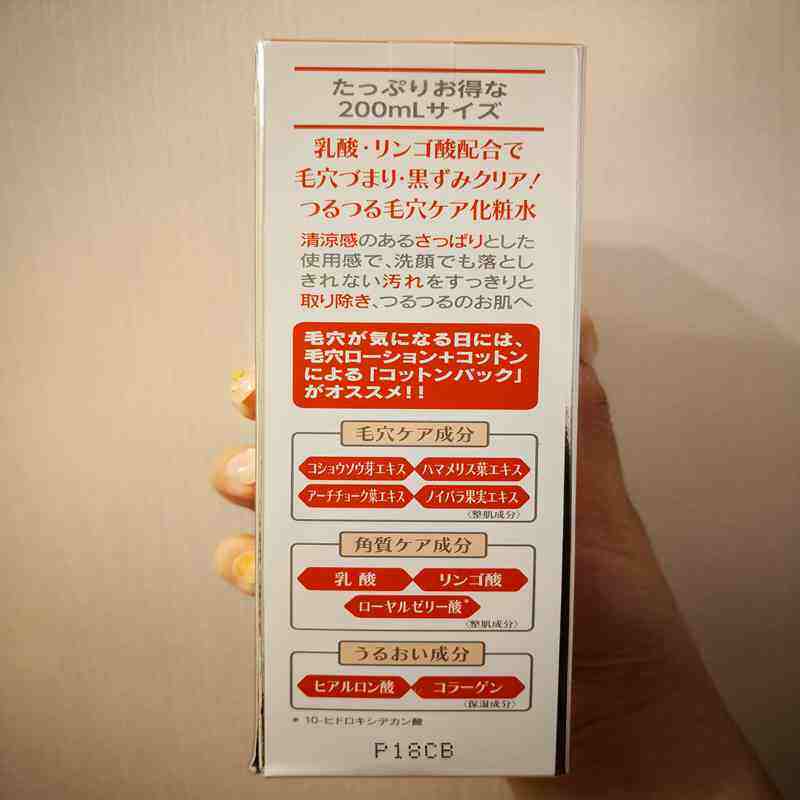 たっぷりお得な
200mLサイズ
乳酸・リンゴ酸配合で
毛穴づまり・黒ずみクリア!
つるつる毛穴ケア化粧水
清涼感のあるさっぱりとした
使用感で、洗顔でも落とし
きれない汚れをすっきりと
取り除き、つるつるのお肌へ
毛穴が気になる日には、
毛穴ローション+コットン
による「コットンパック」
がオススメ!!
毛穴ケア成分
コショウソウ芽エキス ハマメリス葉エキス
アーチチョーク葉エキス ノイバラ果実エキス
〈整肌成分〉
角質ケア成分
乳酸 リンゴ酸
ローヤルゼリー酸*
〈整肌成分〉
うるおい成分
ヒアルロン酸 コラーゲン
〈保湿成分〉
* 10-ヒドロキシデカン酸
P16CB